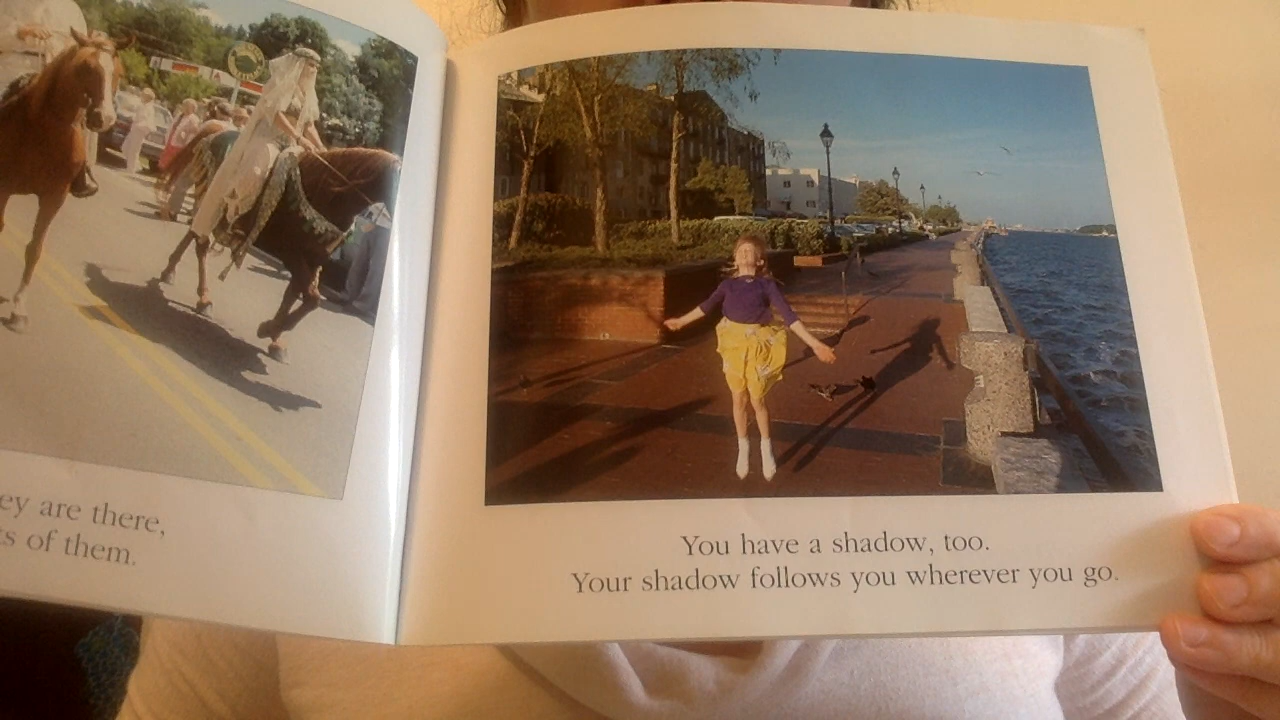 ey are there,
ts of them.
You have a shadow, too.
Your shadow follows you wherever you go.